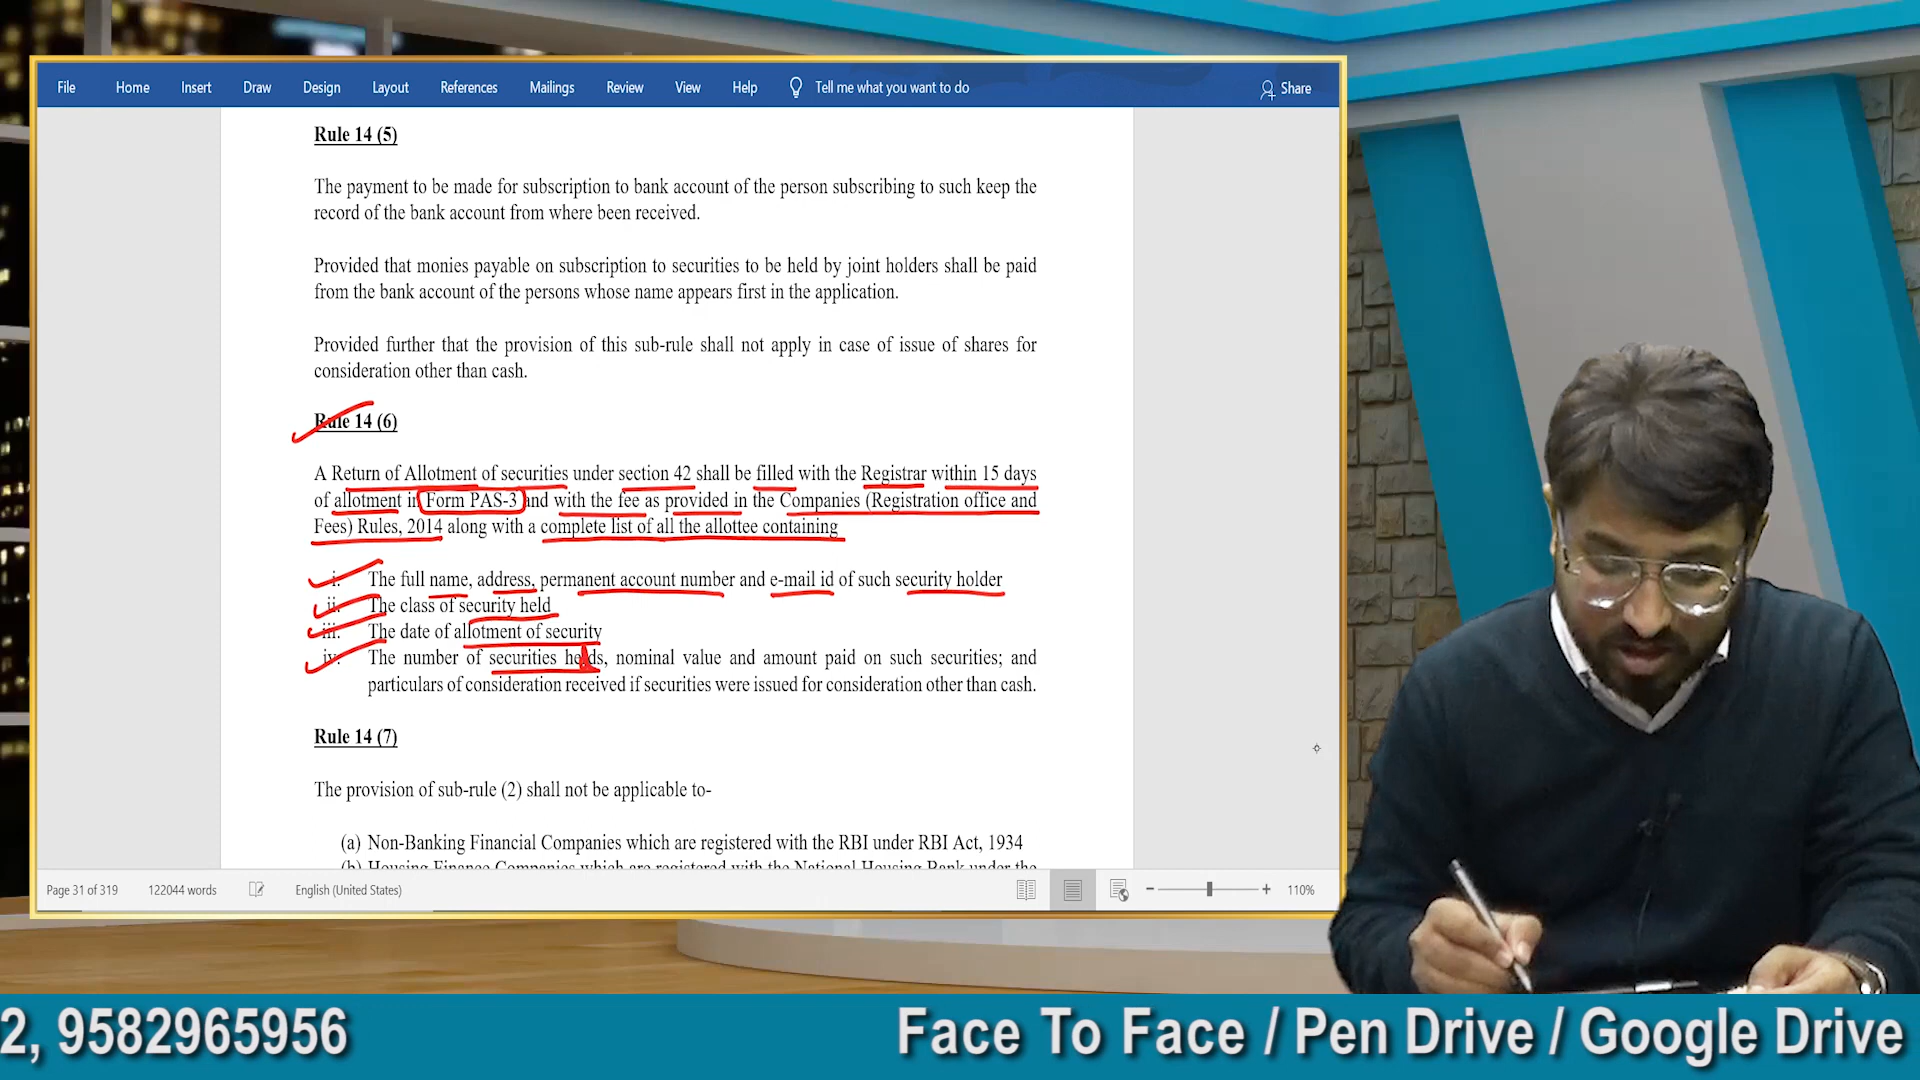 File Home Insert Draw Design Layout References Mailings Review View Help Tell me what you want to do Share
Rule 14 (5)
The payment to be made for subscription to bank account of the person subscribing to such keep the
record of the bank account from where been received.
Provided that monies payable on subscription to securities to be held by joint holders shall be paid
from the bank account of the persons whose name appears first in the application.
Provided further that the provision of this sub-rule shall not apply in case of issue of shares for
consideration other than cash.
Rule 14 (6)
A Return of Allotment of securities under section 42 shall be filled with the Registrar within 15 days
of allotment in Form PAS-3 and with the fee as provided in the Companies (Registration office and
Fees) Rules, 2014 along with a complete list of all the allottee containing
i. The full name, address, permanent account number and e-mail id of such security holder
ii. The class of security held
iii. The date of allotment of security
iv. The number of securities helds, nominal value and amount paid on such securities; and
particulars of consideration received if securities were issued for consideration other than cash.
Rule 14 (7)
The provision of sub-rule (2) shall not be applicable to-
(a) Non-Banking Financial Companies which are registered with the RBI under RBI Act, 1934
(b) Housing Finance Companies which are registered with the National Housing Bank under the
Page 31 of 319 122044 words English (United States) 110%
2, 9582965956 Face To Face / Pen Drive / Google Drive